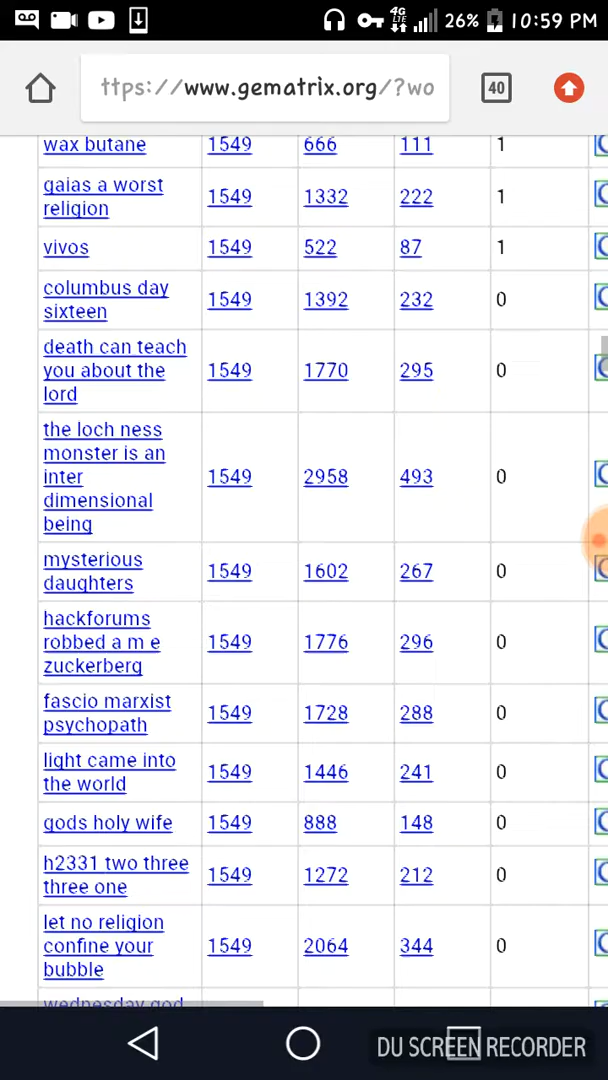 4G LTE 26% 10:59 PM
ttps://www.gematrix.org/?wo 40
wax butane 1549 666 111 1
gaias a worst
religion 1549 1332 222 1
vivos 1549 522 87 1
columbus day
sixteen 1549 1392 232 0
death can teach
you about the
lord 1549 1770 295 0
the loch ness
monster is an
inter
dimensional
being 1549 2958 493 0
mysterious
daughters 1549 1602 267 0
hackforums
robbed a m e
zuckerberg 1549 1776 296 0
fascio marxist
psychopath 1549 1728 288 0
light came into
the world 1549 1446 241 0
gods holy wife 1549 888 148 0
h2331 two three
three one 1549 1272 212 0
let no religion
confine your
bubble 1549 2064 344 0
wednesday god
DU SCREEN RECORDER